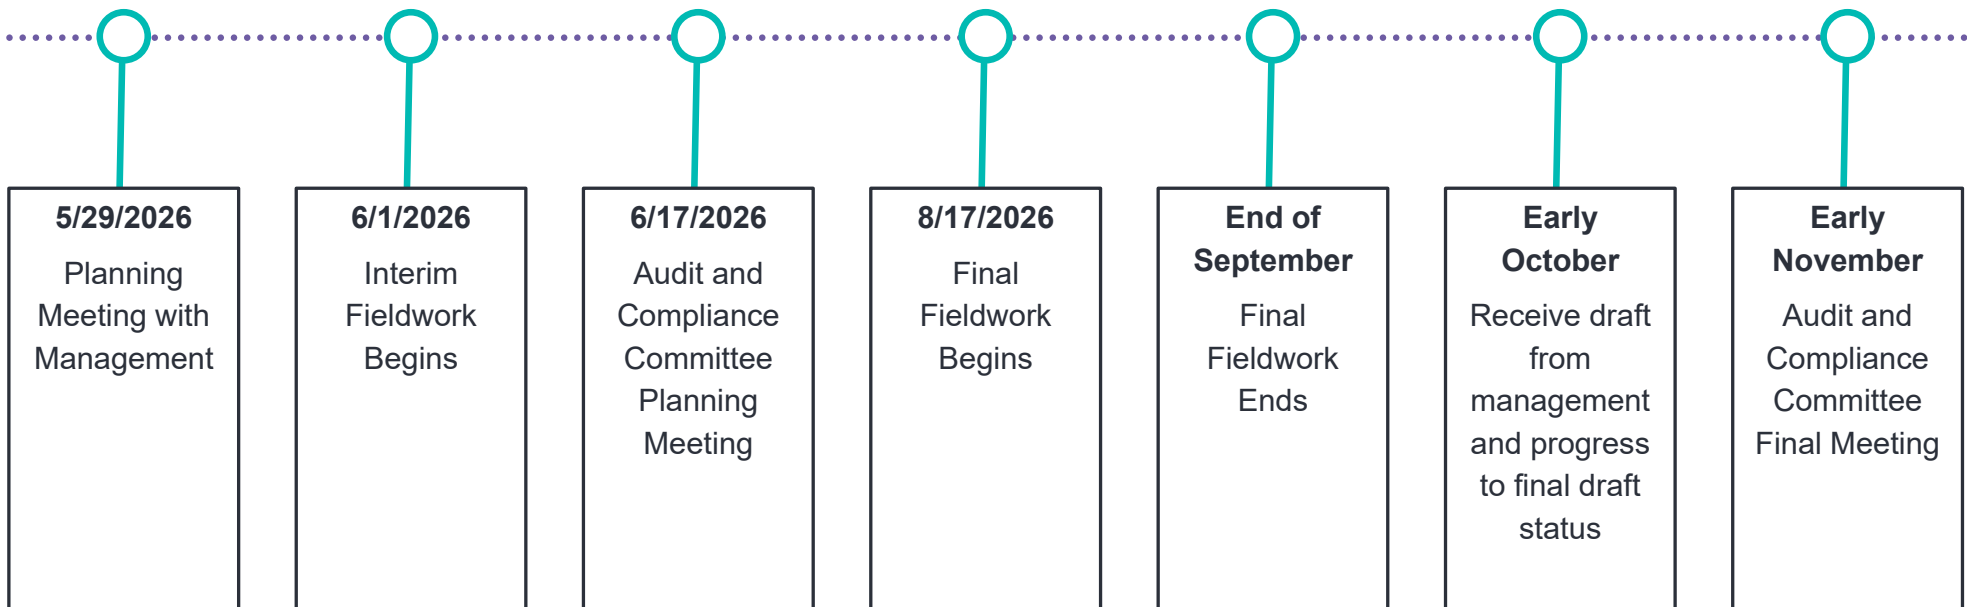 5/29/2026
Planning
Meeting with
Management
6/1/2026
Interim
Fieldwork
Begins
6/17/2026
Audit and
Compliance
Committee
Planning
Meeting
8/17/2026
Final
Fieldwork
Begins
End of
September
Final
Fieldwork
Ends
Early
October
Receive draft
from
management
and progress
to final draft
status
Early
November
Audit and
Compliance
Committee
Final Meeting